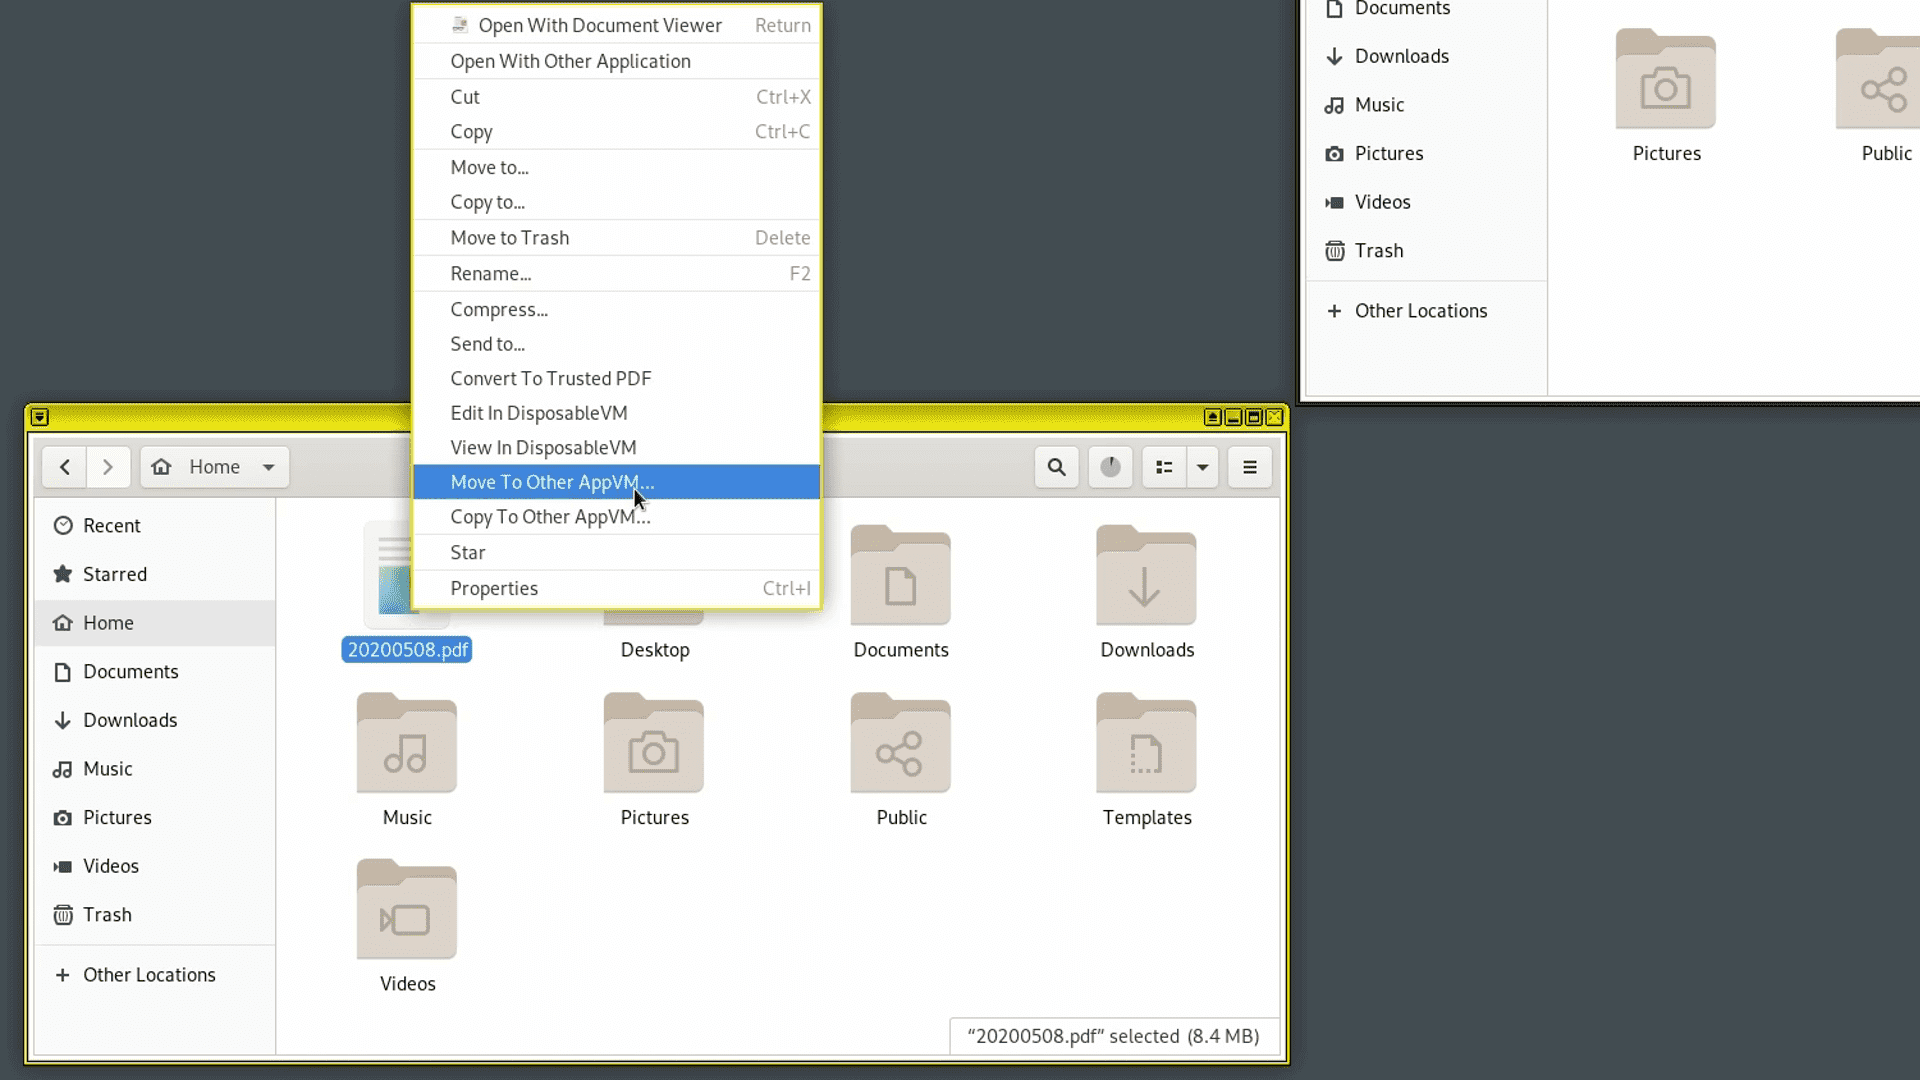 Open With Document Viewer Return
Open With Other Application
Cut Ctrl+X
Copy Ctrl+C
Move to...
Copy to...
Move to Trash Delete
Rename... F2
Compress...
Send to...
Convert To Trusted PDF
Edit In DisposableVM
View In DisposableVM
Move To Other AppVM...
Copy To Other AppVM...
Star
Properties Ctrl+I
Documents
Downloads
Music
Pictures
Videos
Trash
Other Locations
Pictures
Public
Home
Recent
Starred
Home
Documents
Downloads
Music
Pictures
Videos
Trash
Other Locations
20200508.pdf
Desktop
Documents
Downloads
Music
Pictures
Public
Templates
Videos
“20200508.pdf” selected (8.4 MB)